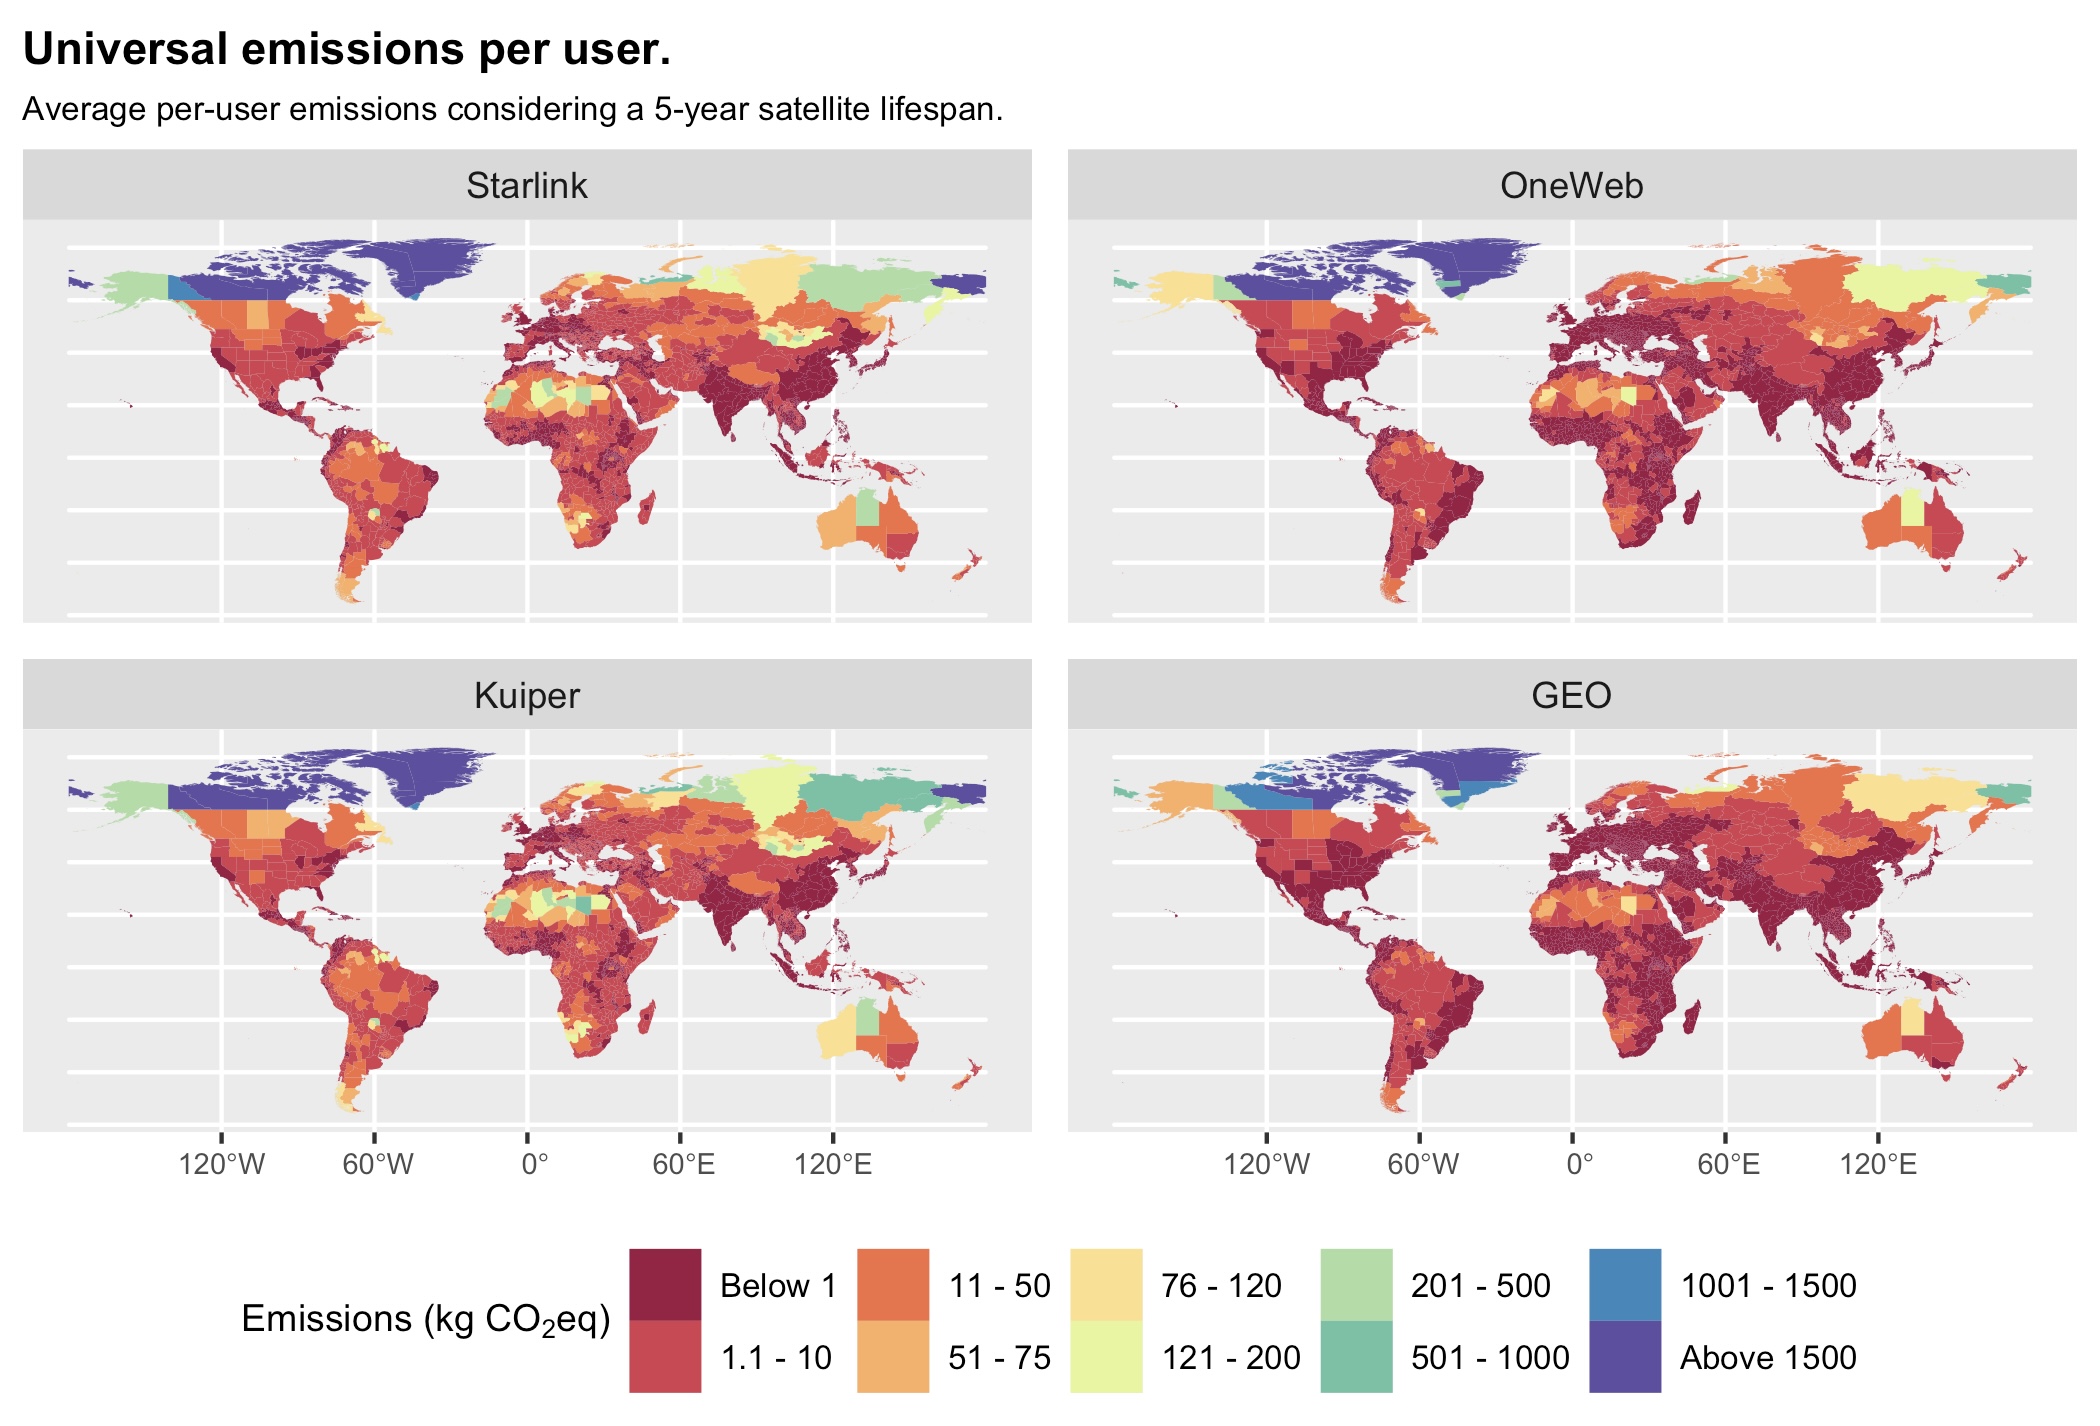 Universal emissions per user.
Average per-user emissions considering a 5-year satellite lifespan.
Starlink
OneWeb
Kuiper
GEO
120°W 60°W 0° 60°E 120°E
120°W 60°W 0° 60°E 120°E
Emissions (kg CO₂eq)
Below 1
1.1 - 10
11 - 50
51 - 75
76 - 120
121 - 200
201 - 500
501 - 1000
1001 - 1500
Above 1500